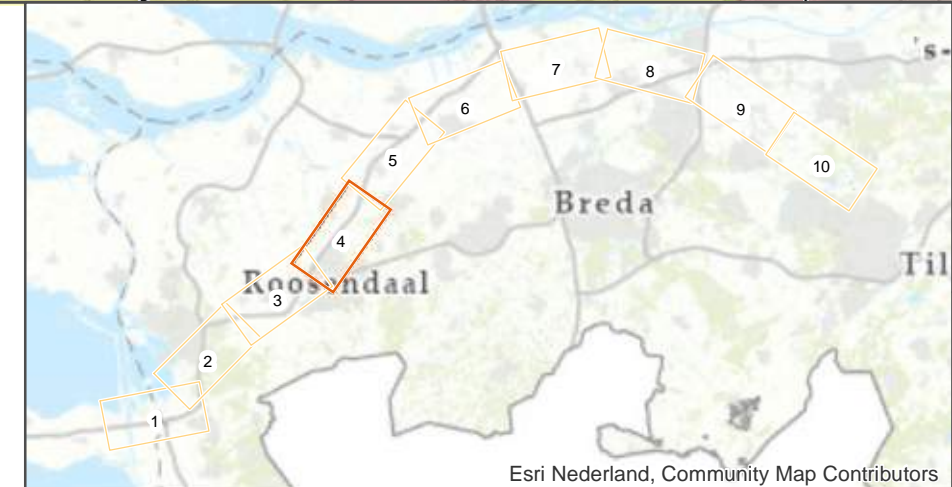 's-
7
8
6
9
5
10
Breda
4
Til
Roosendaal
3
2
1
Esri Nederland, Community Map Contributors